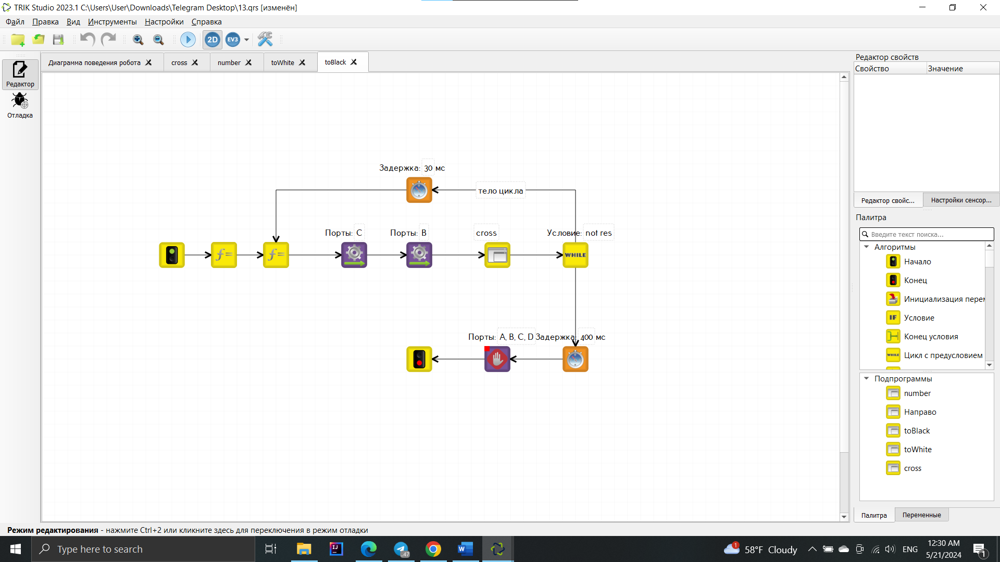 TRIK Studio 2023.1 C:\Users\User\Downloads\Telegram Desktop\13.qrs [изменён]
Файл Правка Вид Инструменты Настройки Справка
2D EV3
Диаграмма поведения робота cross number toWhite toBlack
Редактор
Отладка
Задержка: 30 мс
тело цикла
Порты: C Порты: B cross Условие: not res
f= f= WHILE
Порты: A, B, C, D Задержка: 400 мс
Редактор свойств
Свойство Значение
Редактор свойс... Настройки сенсор...
Палитра
Введите текст поиска...
Алгоритмы
Начало
Конец
Инициализация перем
IF Условие
Конец условия
WHILE Цикл с предусловием
Подпрограммы
number
Направо
toBlack
toWhite
cross
Палитра Переменные
Режим редактирования - нажмите Ctrl+2 или кликните здесь для переключения в режим отладки
Type here to search
IJ
.47
W
1
58°F Cloudy
ENG
12:30 AM
5/21/2024
1